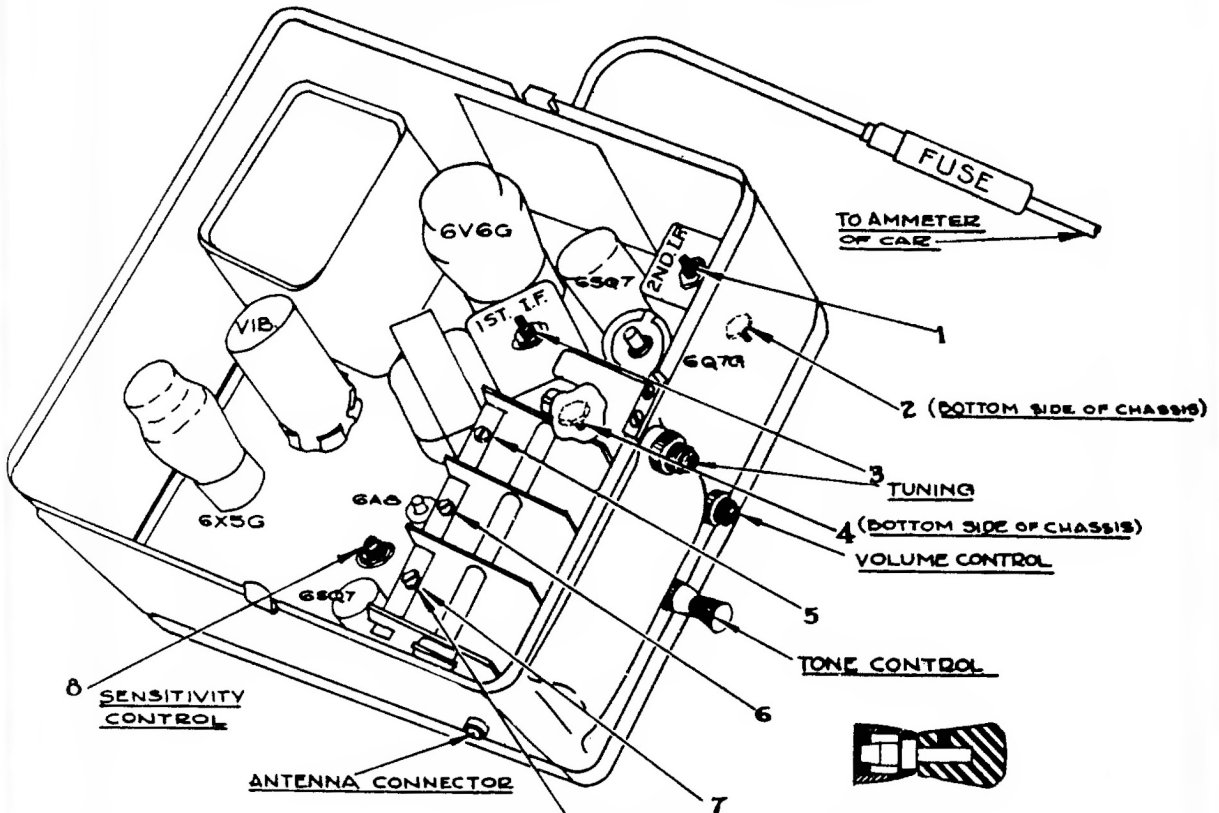 FUSE
TO AMMETER
OF CAR
6V6G
6SQ7
2ND. I.F.
1ST. I.F.
VIB.
1
6Q7G
2 (BOTTOM SIDE OF CHASSIS)
3
TUNING
6X5G
6A8
4 (BOTTOM SIDE OF CHASSIS)
VOLUME CONTROL
5
6SQ7
TONE CONTROL
8
SENSITIVITY
CONTROL
6
ANTENNA CONNECTOR
7